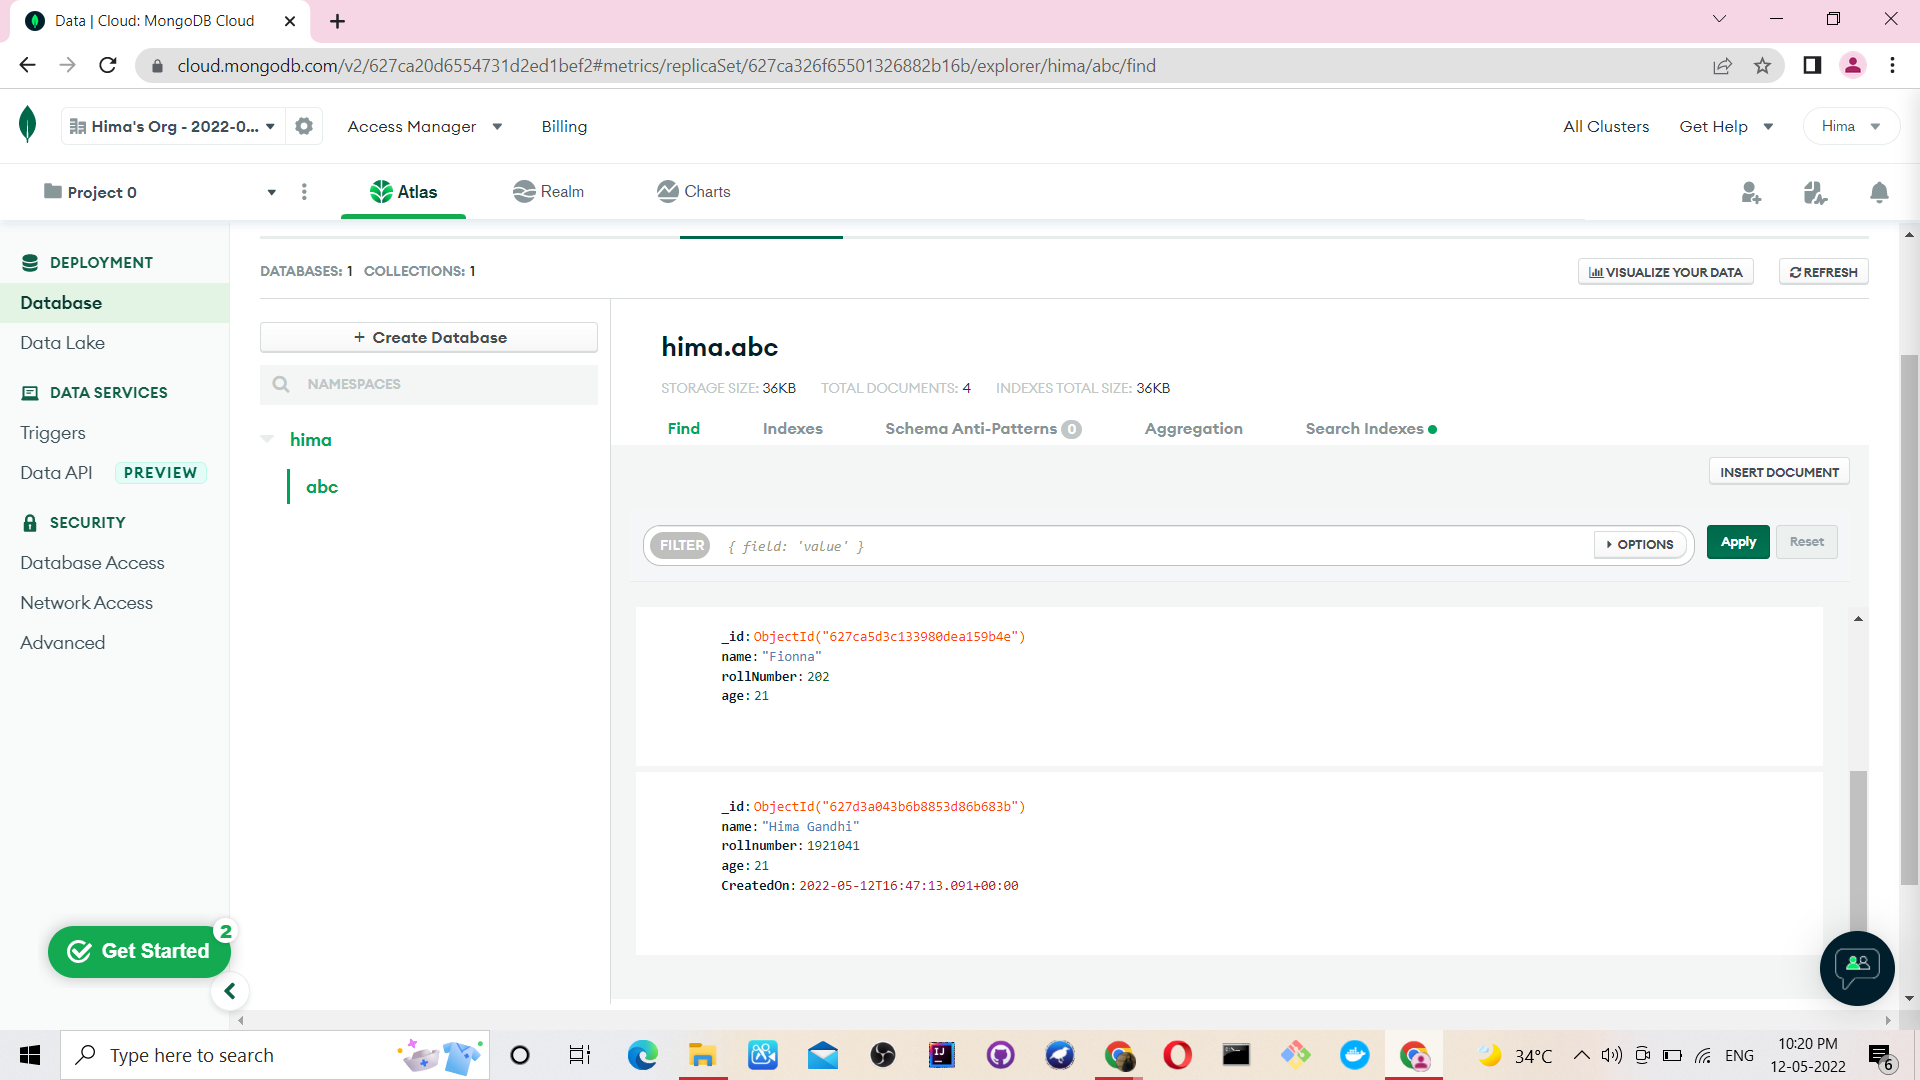 Data | Cloud: MongoDB Cloud
cloud.mongodb.com/v2/627ca20d6554731d2ed1bef2#metrics/replicaSet/627ca326f65501326882b16b/explorer/hima/abc/find
Hima's Org - 2022-0... Access Manager Billing All Clusters Get Help Hima
Project 0 Atlas Realm Charts
DEPLOYMENT
Database
Data Lake
DATA SERVICES
Triggers
Data API PREVIEW
SECURITY
Database Access
Network Access
Advanced
Get Started 2
DATABASES: 1 COLLECTIONS: 1
VISUALIZE YOUR DATA REFRESH
+ Create Database
NAMESPACES
hima
abc
hima.abc
STORAGE SIZE: 36KB TOTAL DOCUMENTS: 4 INDEXES TOTAL SIZE: 36KB
Find Indexes Schema Anti-Patterns 0 Aggregation Search Indexes
INSERT DOCUMENT
FILTER { field: 'value' } OPTIONS Apply Reset
_id: ObjectId("627ca5d3c133980dea159b4e")
name: "Fionna"
rollNumber: 202
age: 21
_id: ObjectId("627d3a043b6b8853d86b683b")
name: "Hima Gandhi"
rollnumber: 1921041
age: 21
CreatedOn: 2022-05-12T16:47:13.091+00:00
Type here to search
IJ
34°C ENG
10:20 PM
12-05-2022
6